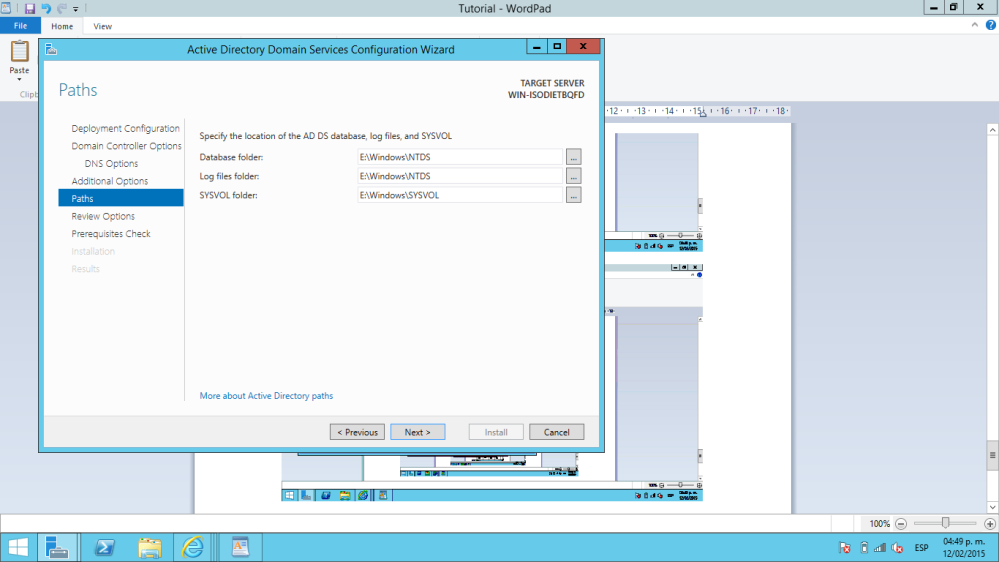 Tutorial - WordPad
File Home View
Paste
Active Directory Domain Services Configuration Wizard
Paths
TARGET SERVER
WIN-ISODIETBQFD
Deployment Configuration
Domain Controller Options
DNS Options
Additional Options
Paths
Review Options
Prerequisites Check
Installation
Results
Specify the location of the AD DS database, log files, and SYSVOL
Database folder: E:\Windows\NTDS ...
Log files folder: E:\Windows\NTDS ...
SYSVOL folder: E:\Windows\SYSVOL ...
More about Active Directory paths
< Previous Next > Install Cancel
12 13 14 15 16 17 18
100%
ESP
04:49 p. m.
12/02/2015